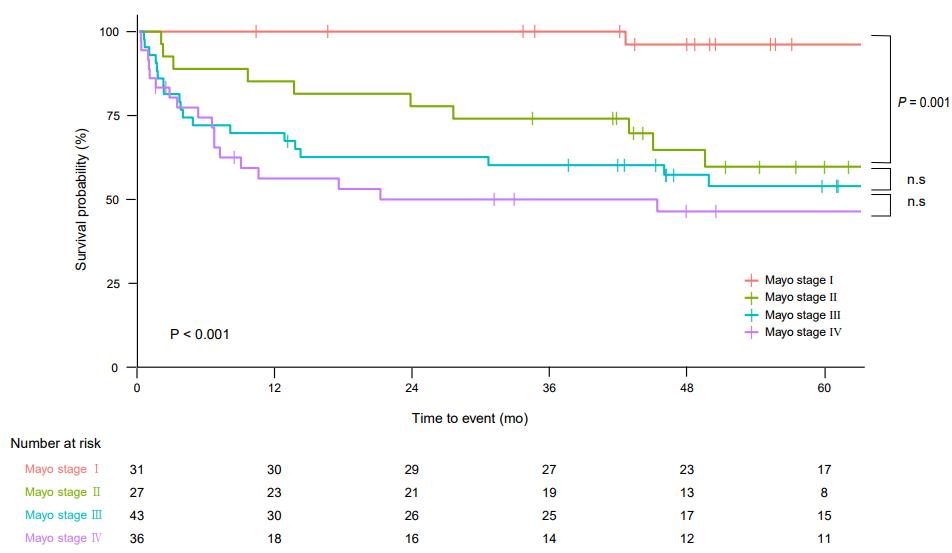 100
75
50
25
0
Survival probability (%)
P = 0.001
n.s
n.s
Mayo stage I
Mayo stage II
Mayo stage III
Mayo stage IV
P < 0.001
0 12 24 36 48 60
Time to event (mo)
Number at risk
Mayo stage I 31 30 29 27 23 17
Mayo stage II 27 23 21 19 13 8
Mayo stage III 43 30 26 25 17 15
Mayo stage IV 36 18 16 14 12 11